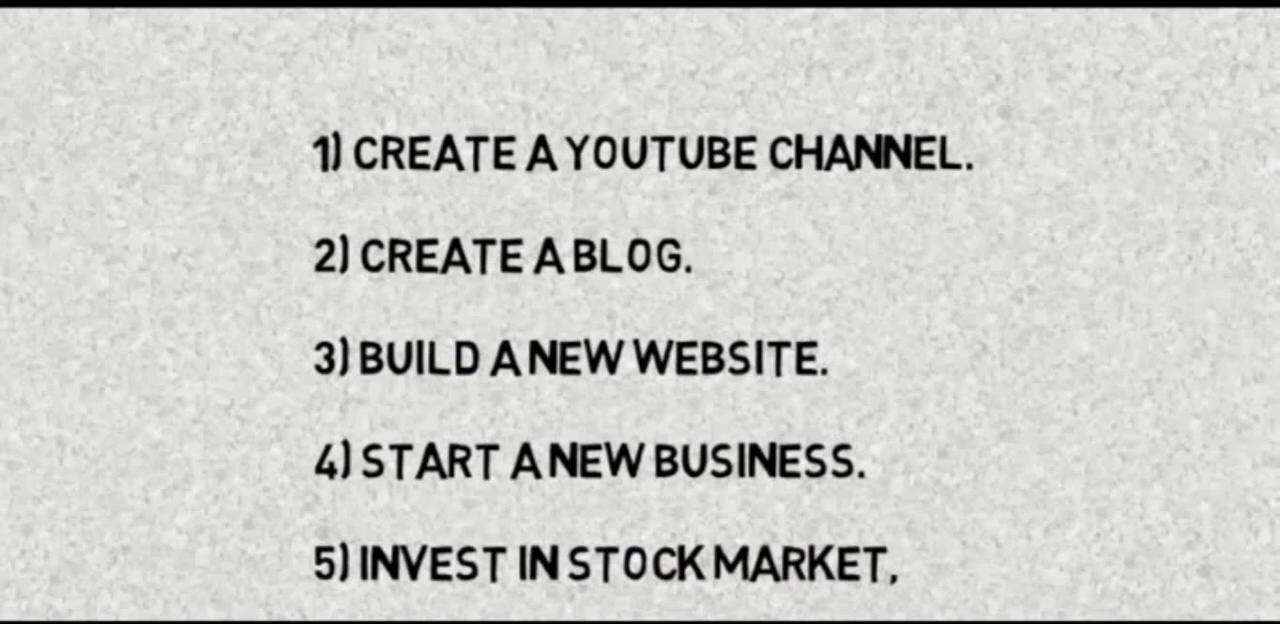 1) CREATE A YOUTUBE CHANNEL.
2) CREATE A BLOG.
3) BUILD A NEW WEBSITE.
4) START A NEW BUSINESS.
5) INVEST IN STOCK MARKET,